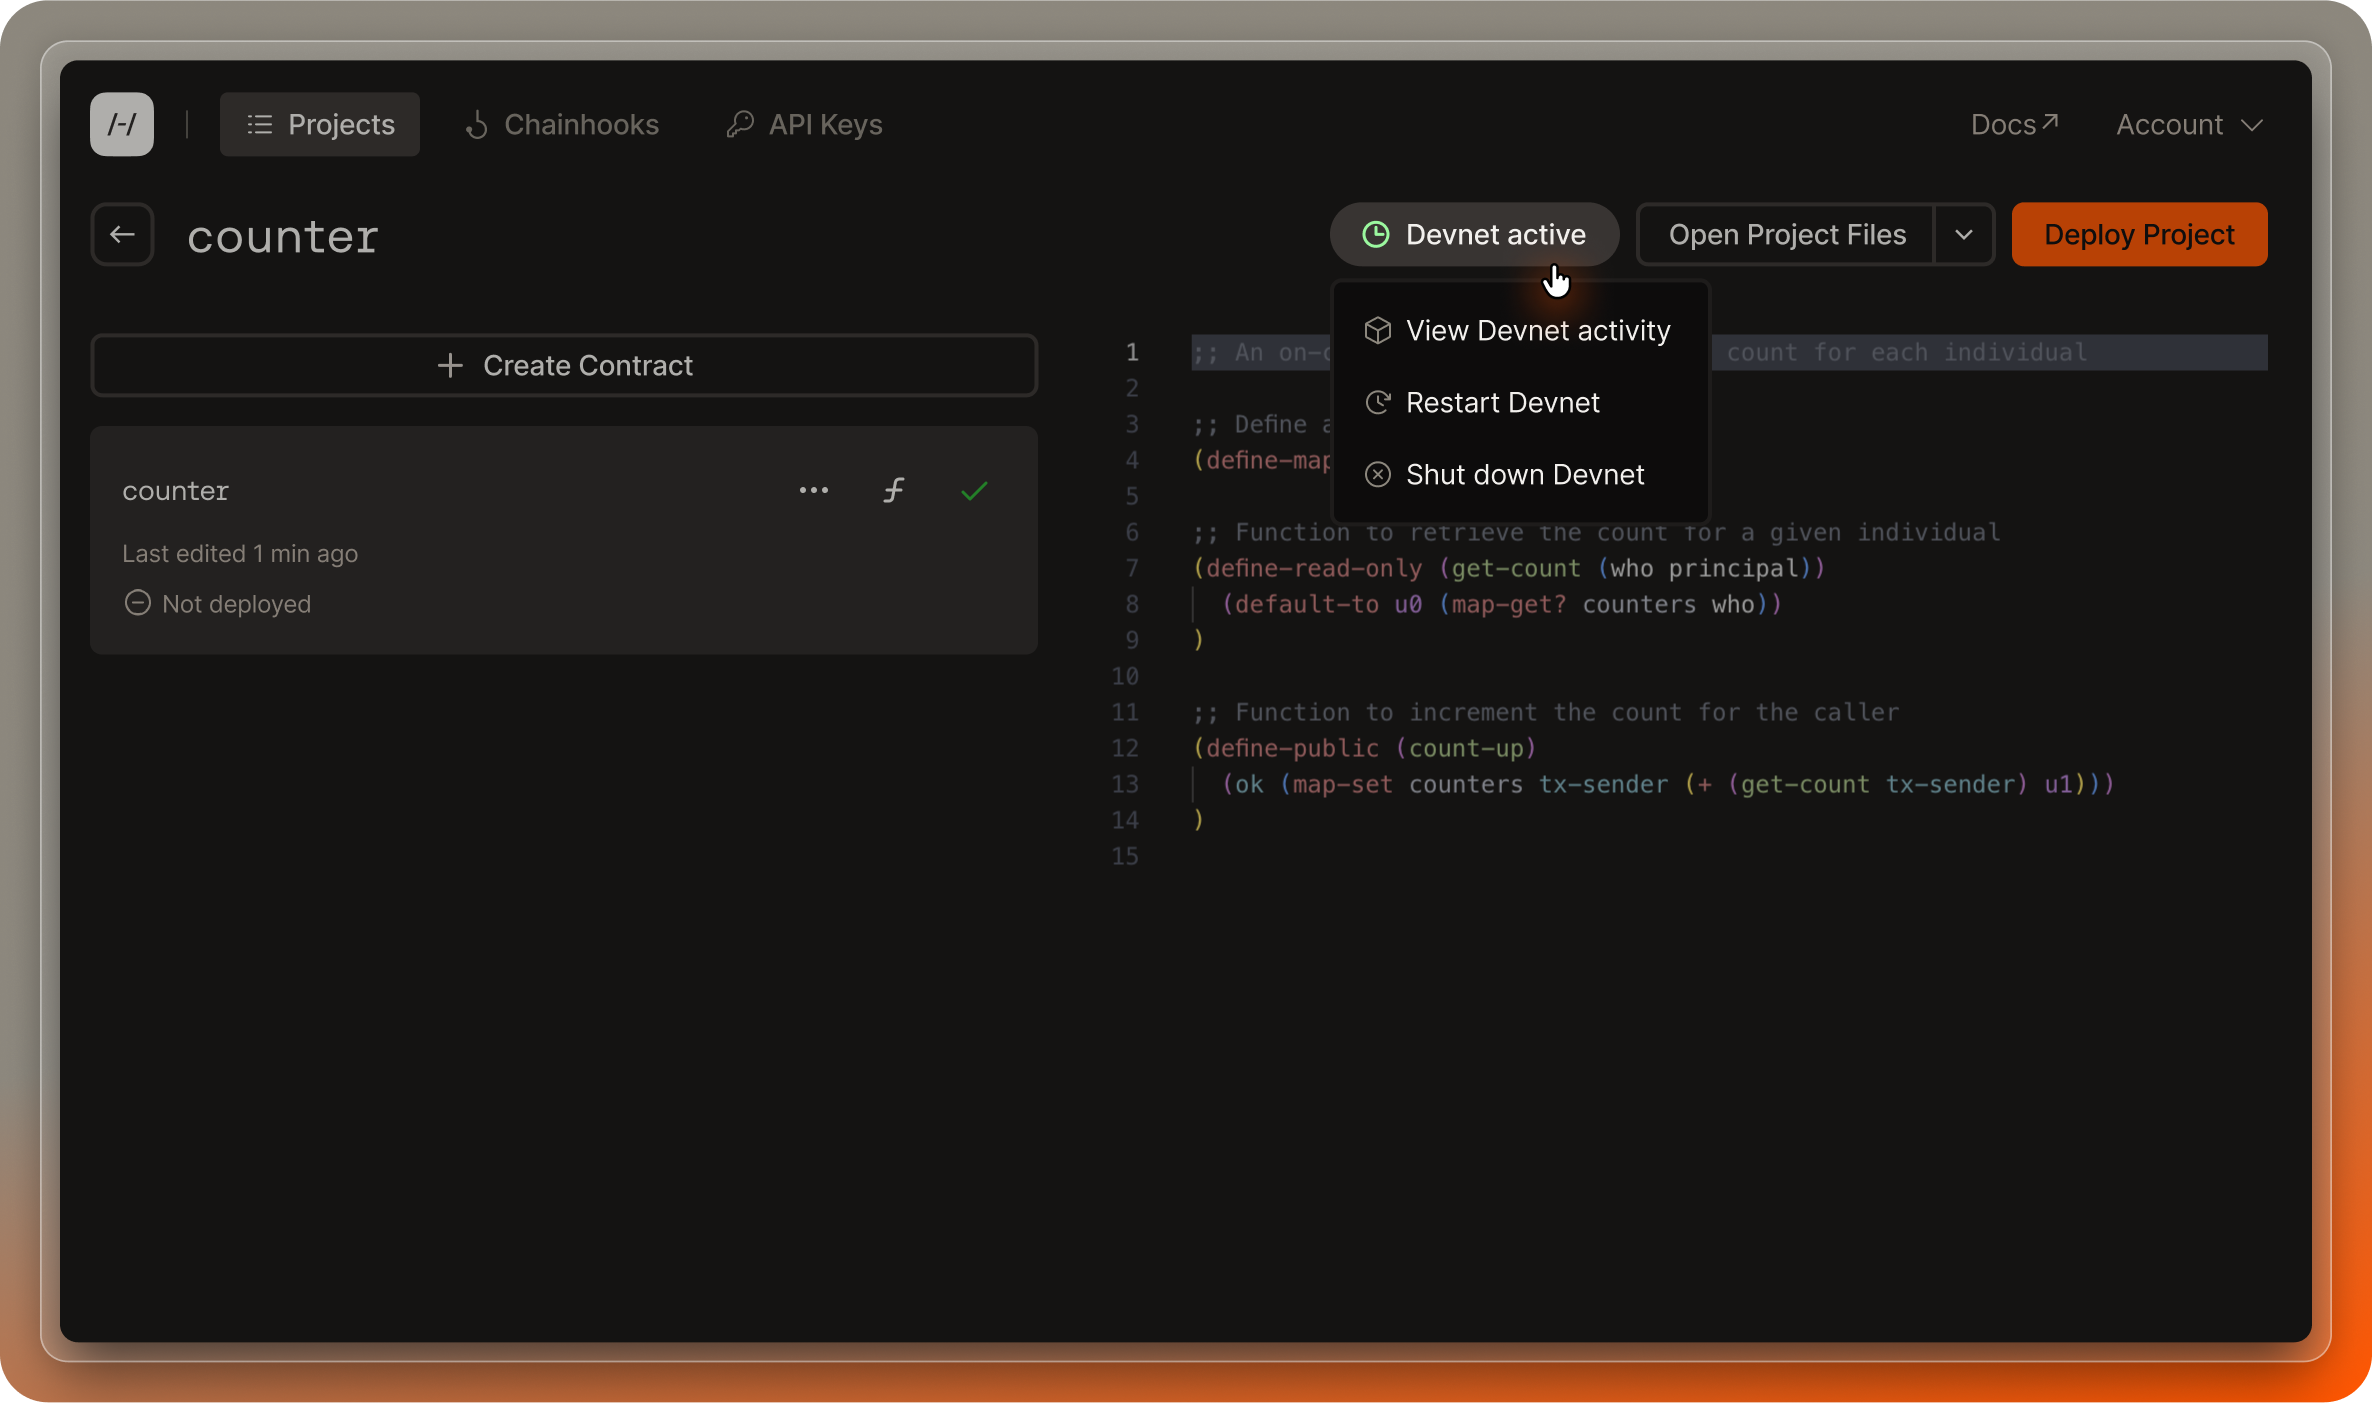 /-/
Projects
Chainhooks
API Keys
Docs
Account
counter
Devnet active
Open Project Files
Deploy Project
View Devnet activity
Restart Devnet
Shut down Devnet
Create Contract
counter
Last edited 1 min ago
Not deployed
1 ;; An count for each individual
2
3 ;; Define
4 (define-map
5
6 ;; Function to retrieve the count for a given individual
7 (define-read-only (get-count (who principal))
8 (default-to u0 (map-get? counters who))
9 )
10
11 ;; Function to increment the count for the caller
12 (define-public (count-up)
13 (ok (map-set counters tx-sender (+ (get-count tx-sender) u1)))
14 )
15